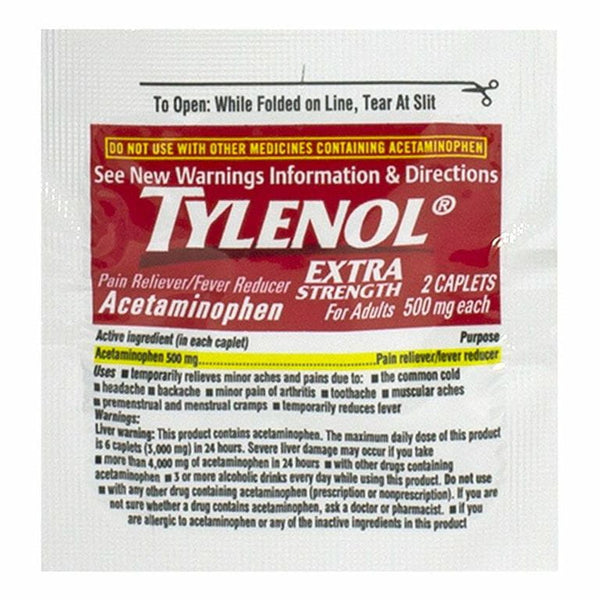 To Open: While Folded on Line, Tear At Slit
DO NOT USE WITH OTHER MEDICINES CONTAINING ACETAMINOPHEN
See New Warnings Information & Directions
TYLENOL®
Pain Reliever/Fever Reducer
Acetaminophen
EXTRA
STRENGTH
For Adults
2 CAPLETS
500 mg each
Active ingredient (in each caplet) Purpose
Acetaminophen 500 mg..............................Pain reliever/fever reducer
Uses ■ temporarily relieves minor aches and pains due to: ■ the common cold
■ headache ■ backache ■ minor pain of arthritis ■ toothache ■ muscular aches
■ premenstrual and menstrual cramps ■ temporarily reduces fever
Warnings:
Liver warning: This product contains acetaminophen. The maximum daily dose of this product
is 6 caplets (3,000 mg) in 24 hours. Severe liver damage may occur if you take
■ more than 4,000 mg of acetaminophen in 24 hours ■ with other drugs containing
acetaminophen ■ 3 or more alcoholic drinks every day while using this product. Do not use
■ with any other drug containing acetaminophen (prescription or nonprescription). If you are
not sure whether a drug contains acetaminophen, ask a doctor or pharmacist. ■ if you
are allergic to acetaminophen or any of the inactive ingredients in this product